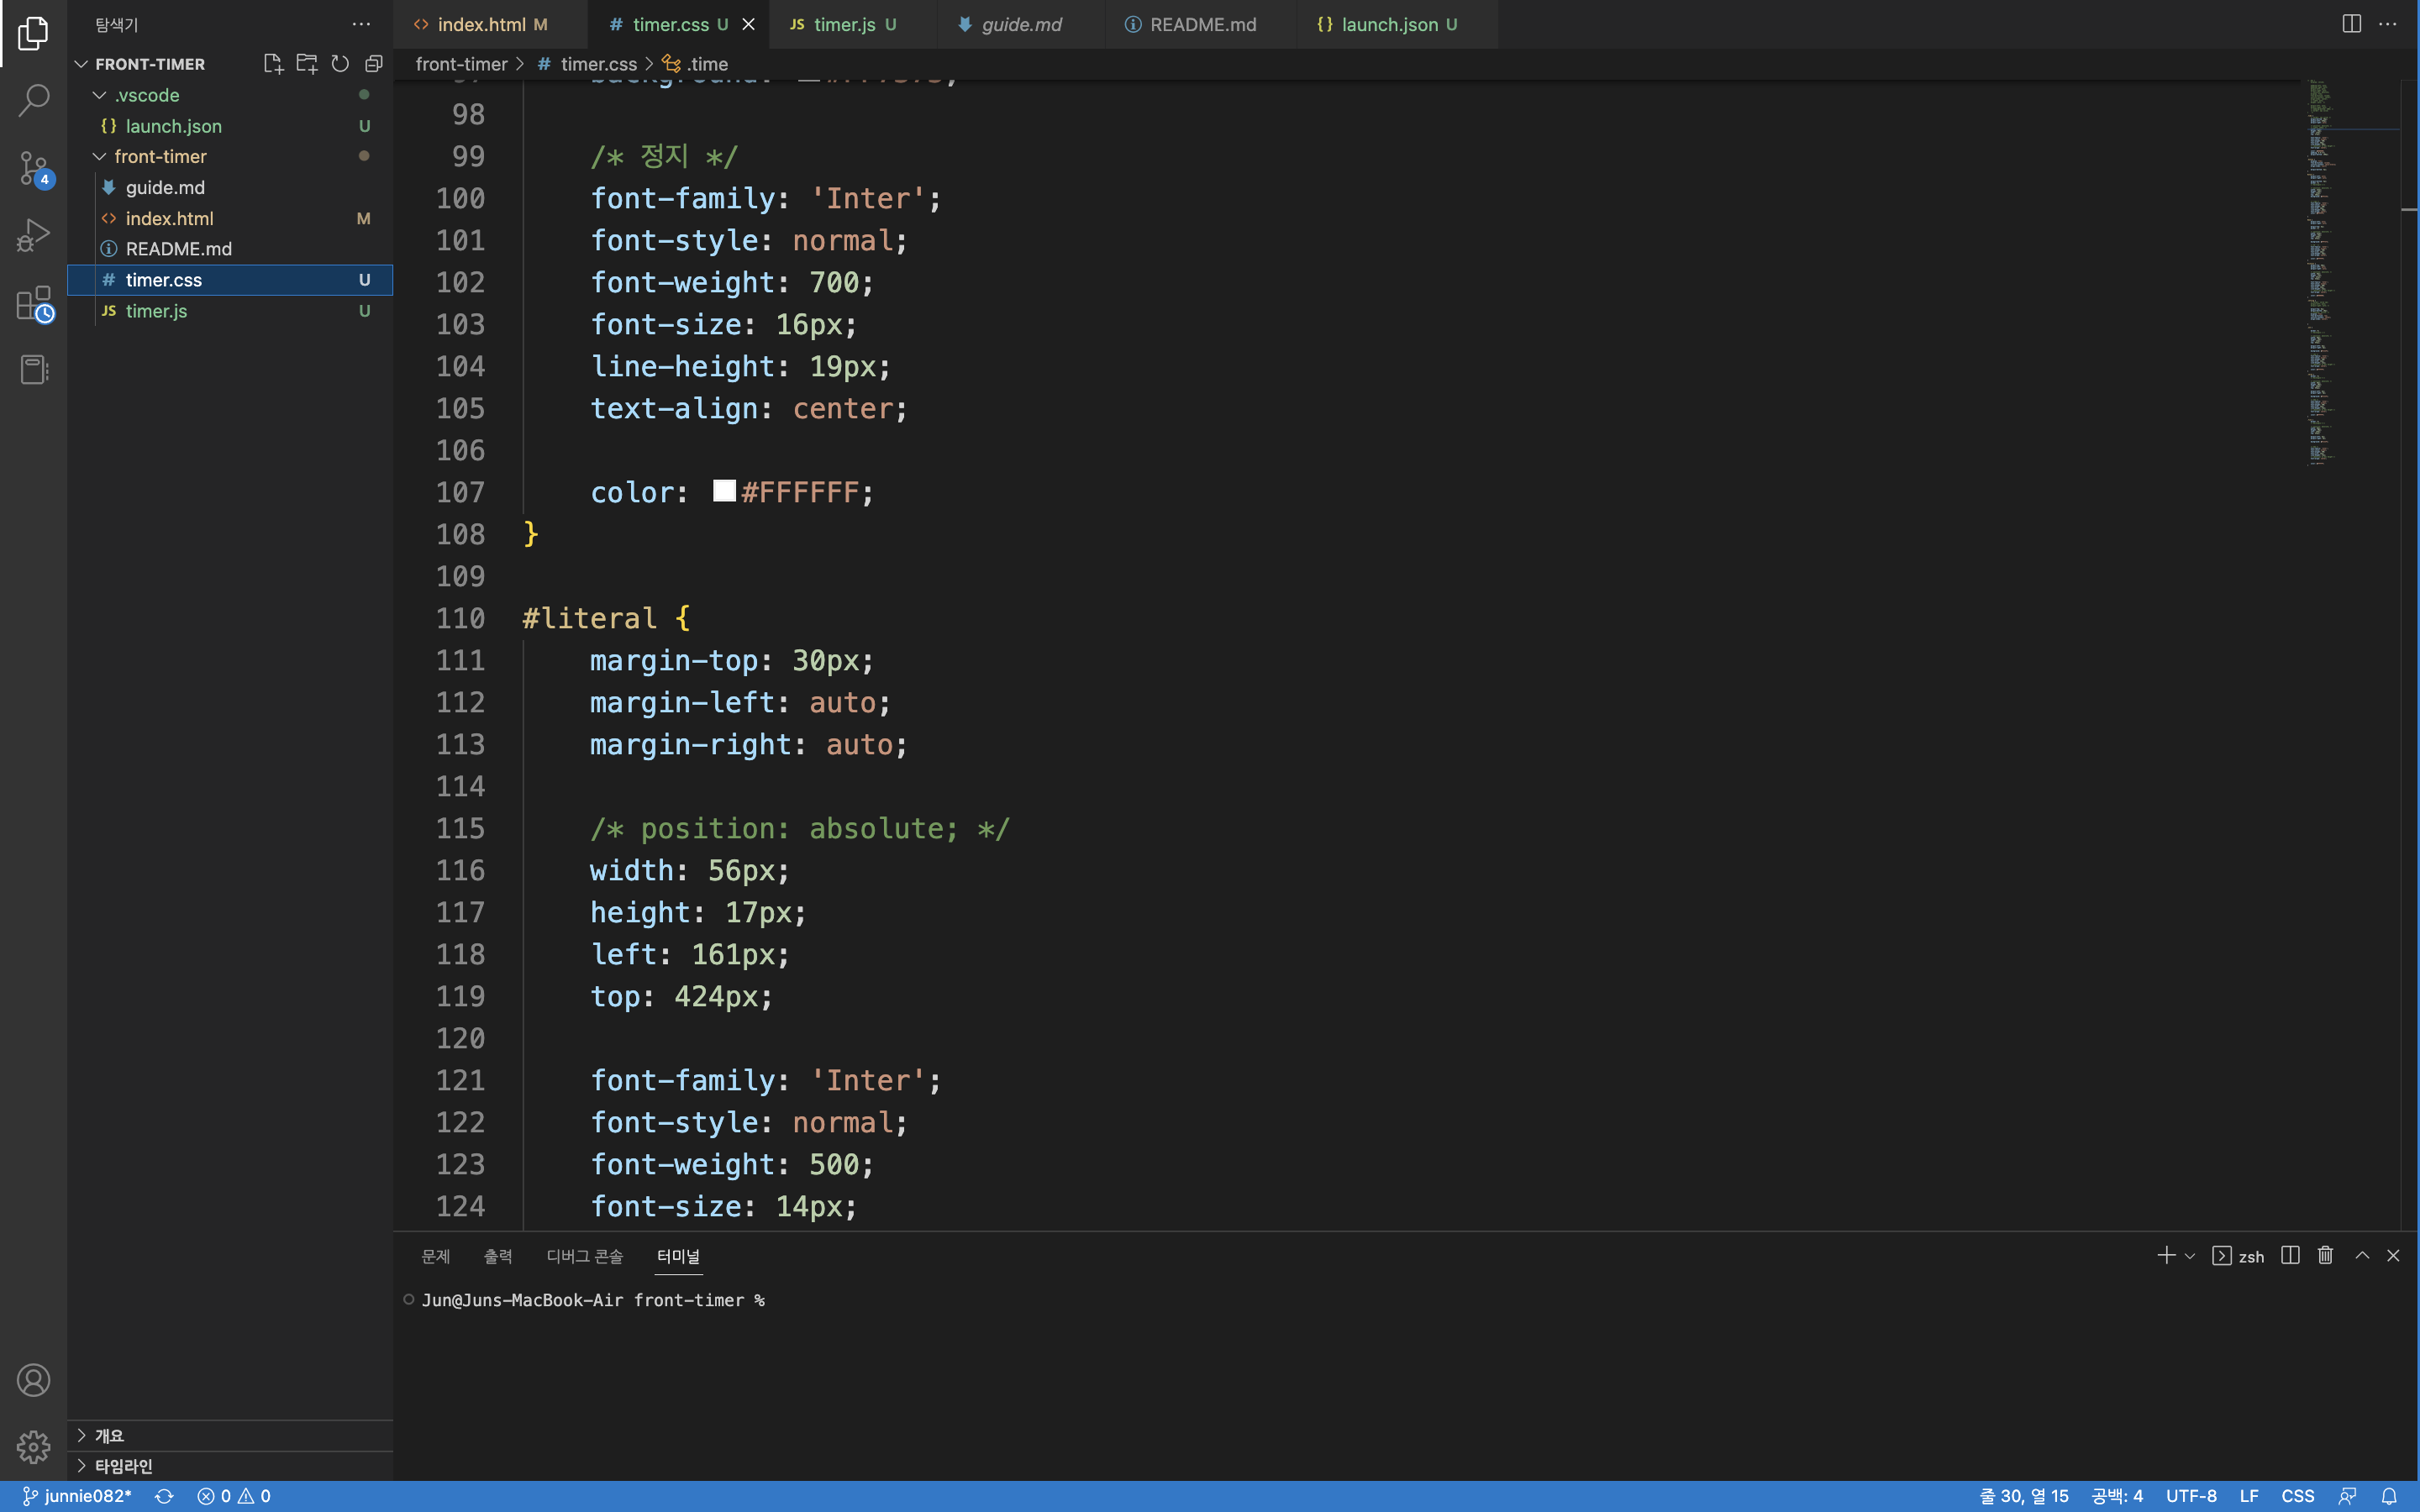 탐색기
index.html M
timer.css U
JS timer.js U
guide.md
README.md
{} launch.json U
FRONT-TIMER
front-timer > # timer.css > .time
.vscode
{} launch.json U
front-timer
guide.md
index.html M
README.md
# timer.css U
JS timer.js U
98
99 /* 정지 */
100 font-family: 'Inter';
101 font-style: normal;
102 font-weight: 700;
103 font-size: 16px;
104 line-height: 19px;
105 text-align: center;
106
107 color: #FFFFFF;
108 }
109
110 #literal {
111 margin-top: 30px;
112 margin-left: auto;
113 margin-right: auto;
114
115 /* position: absolute; */
116 width: 56px;
117 height: 17px;
118 left: 161px;
119 top: 424px;
120
121 font-family: 'Inter';
122 font-style: normal;
123 font-weight: 500;
124 font-size: 14px;
4
문제 출력 디버그 콘솔 터미널
zsh
Jun@Juns-MacBook-Air front-timer %
개요
타임라인
junnie082* 0 0
줄 30, 열 15 공백: 4 UTF-8 LF CSS